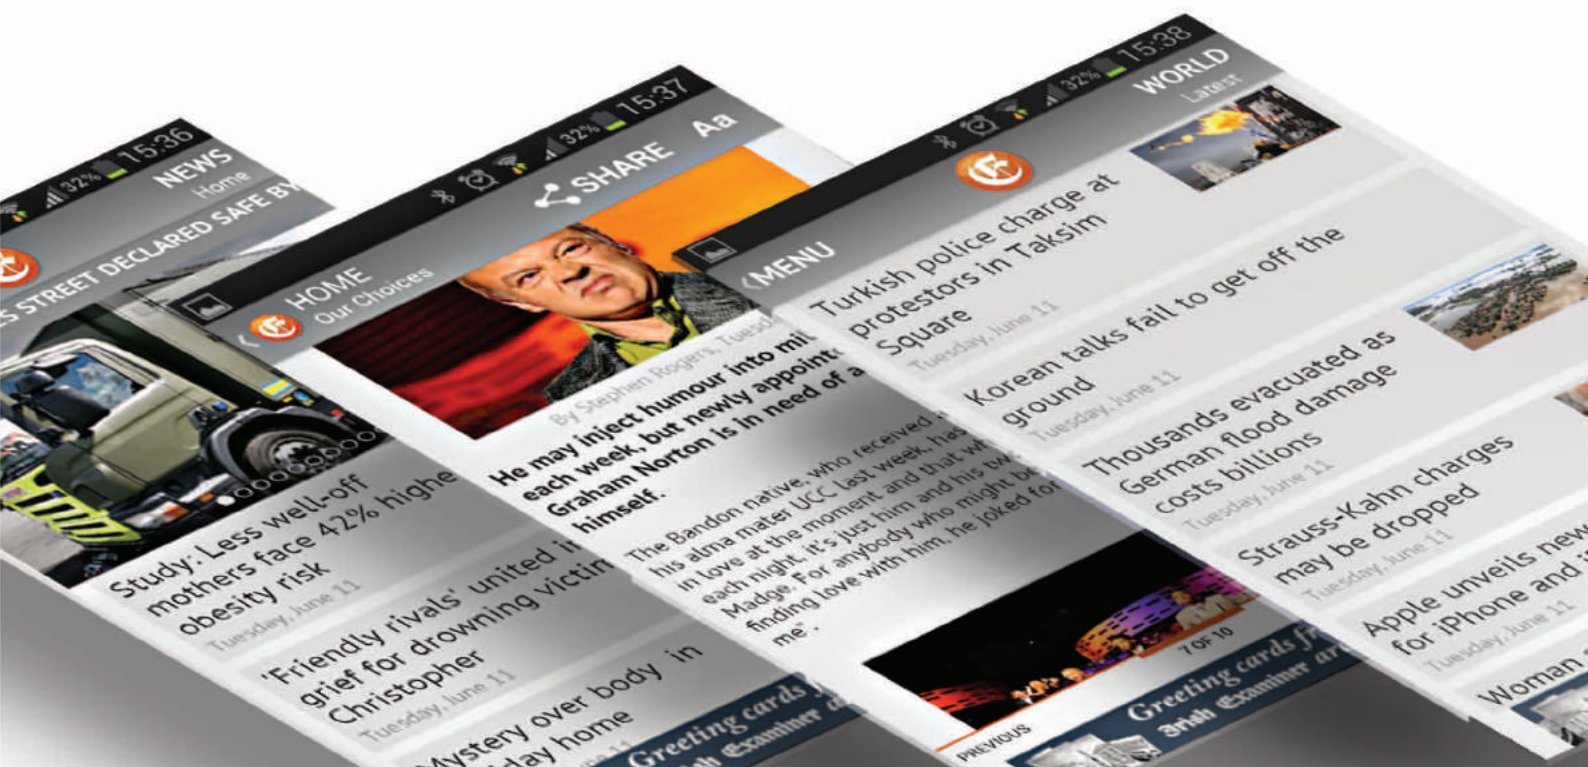 32% 15:36
NEWS
Home
STREET DECLARED SAFE BY
Study: Less well-off
mothers face 42%
obesity risk
Tuesday, June 11
'Friendly rivals' united in
grief for drowning
Christopher
Tuesday, June 11
Mystery over body in
home
11
Greeting cards
Examiner
32% 15:37
HOME
Our Choices
SHARE
Aa
By Stephen Rogers,
He may inject humour into
each week, but newly
Graham Norton is in need of a
himself.
The Bandon native, who received
his alma mater UCC last week, has
in love at the moment and that
each night, it's just him and his
Madge. For anybody who might be
finding love with him, he joked for
me".
7 OF 10
PREVIOUS
Greeting cards
Irish Examiner
32% 15:38
MENU
WORLD
Latest
Turkish police charge at
protestors in Taksim
Square
Tuesday, June 11
Korean talks fail to get off the
ground
Tuesday, June 11
Thousands evacuated as
German flood damage
costs billions
Tuesday, June 11
Strauss-Kahn charges
may be dropped
Tuesday, June 11
Apple unveils new
for iPhone and
Tuesday, June 11
Woman